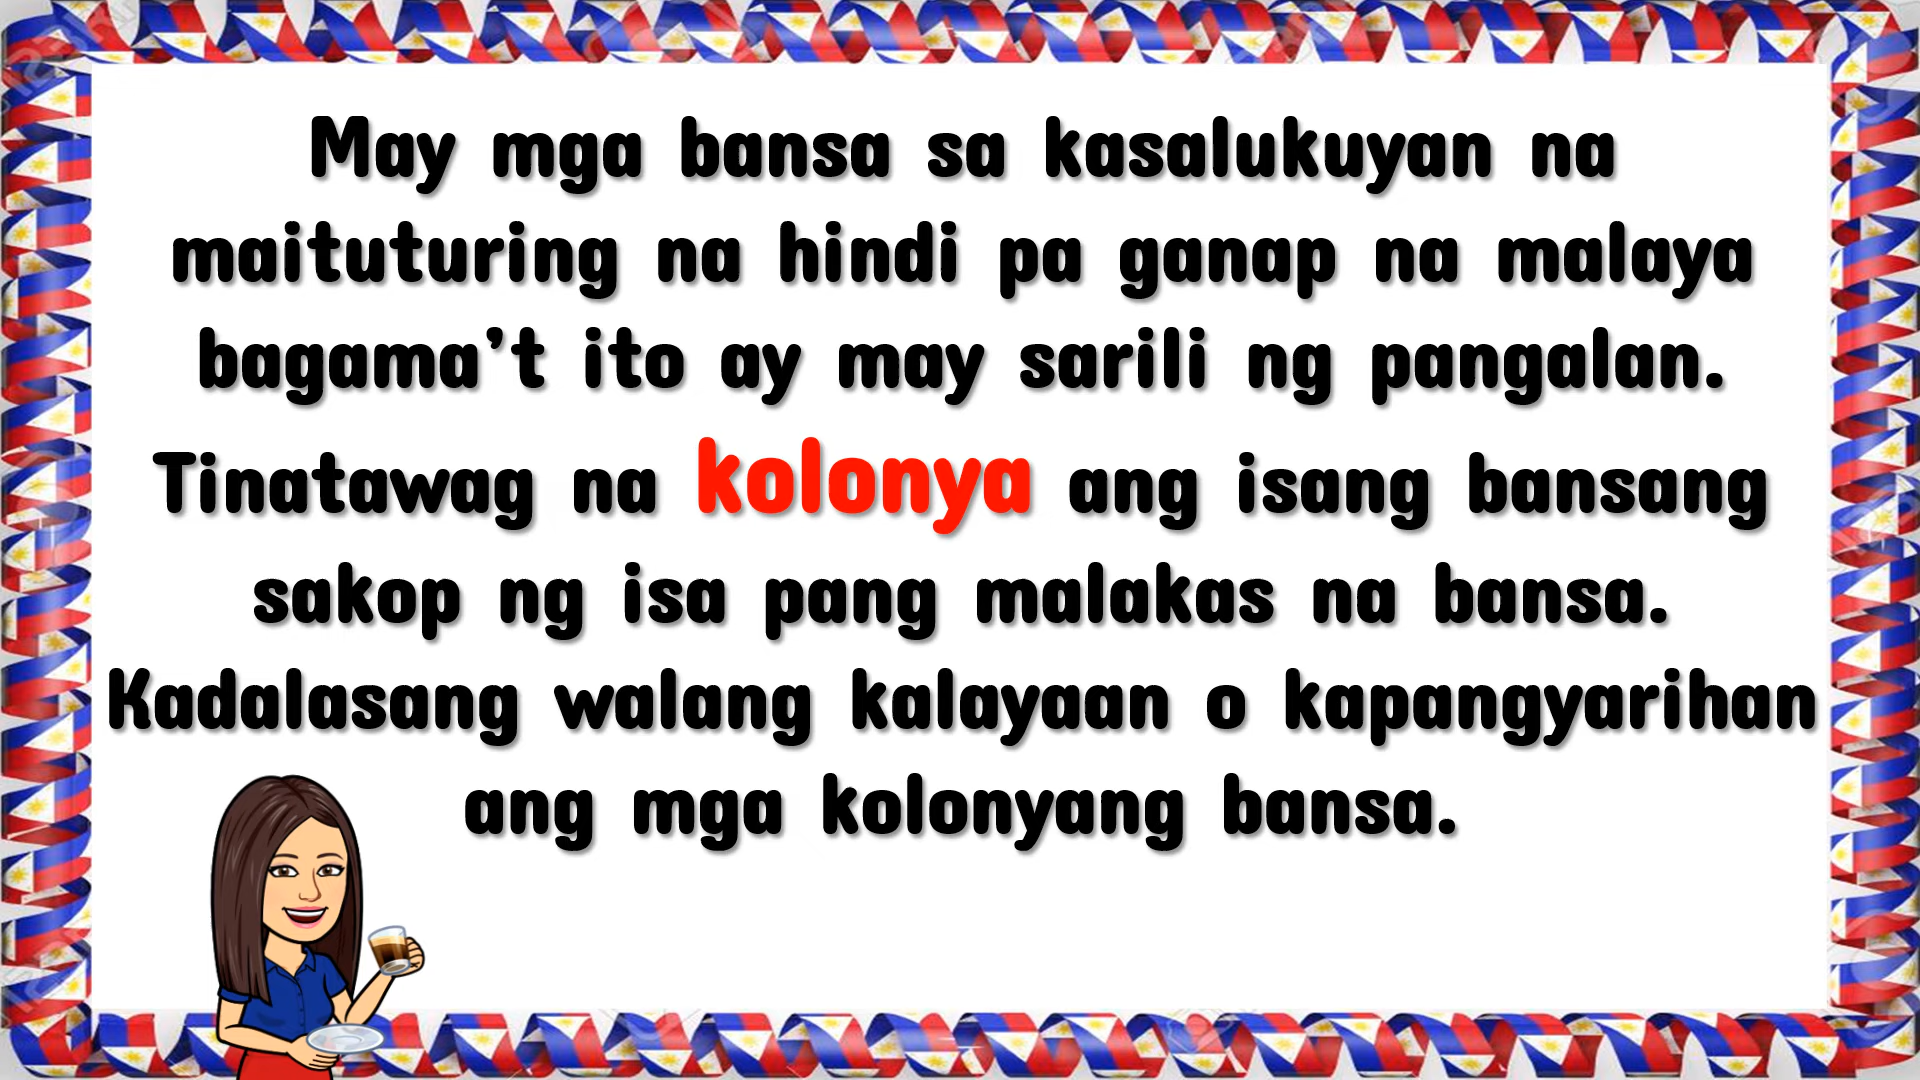 May mga bansa sa kasalukuyan na
maituturing na hindi pa ganap na malaya
bagama’t ito ay may sarili ng pangalan.
Tinatawag na kolonya ang isang bansang
sakop ng isa pang malakas na bansa.
Kadalasang walang kalayaan o kapangyarihan
ang mga kolonyang bansa.